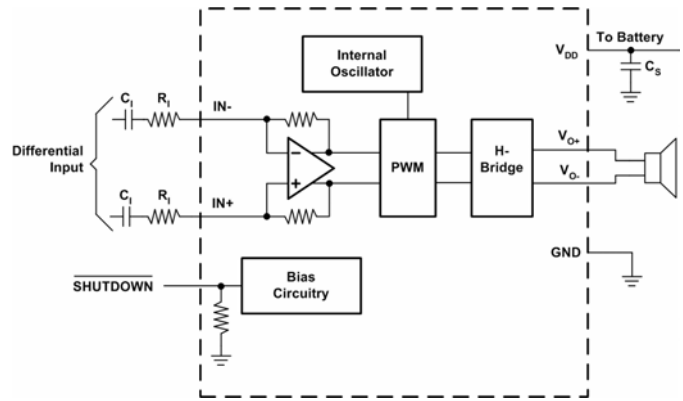 To Battery
Internal
Oscillator
V_DD
C_S
C_I
R_I
IN-
Differential
Input
−
+
PWM
H-
Bridge
V_O+
V_O-
C_I
R_I
IN+
GND
SHUTDOWN
Bias
Circuitry